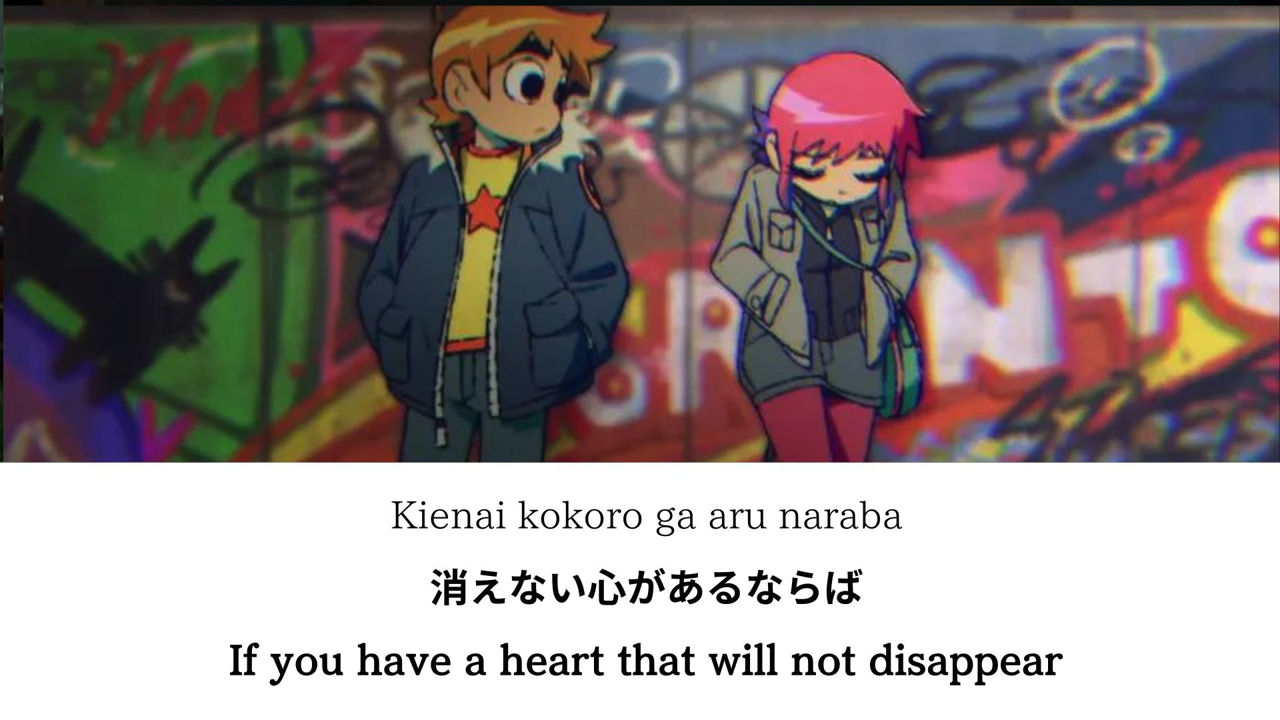 Kienai kokoro ga aru naraba
消えない心があるならば
If you have a heart that will not disappear